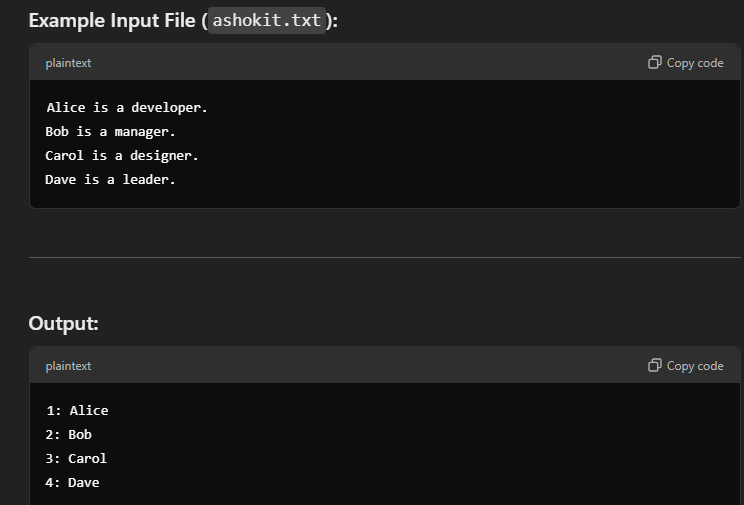 Example Input File (ashokit.txt):
plaintext
Copy code
Alice is a developer.
Bob is a manager.
Carol is a designer.
Dave is a leader.
Output:
plaintext
Copy code
1: Alice
2: Bob
3: Carol
4: Dave